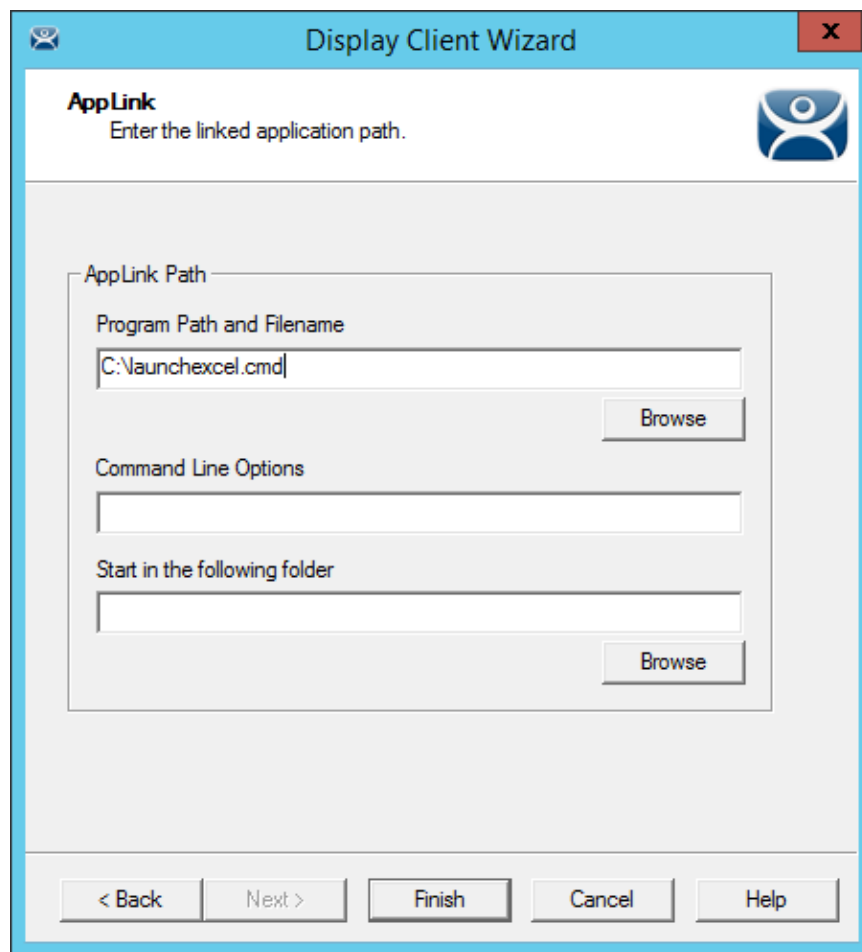 Display Client Wizard
x
AppLink
Enter the linked application path.
AppLink Path
Program Path and Filename
C:\launchexcel.cmd
Browse
Command Line Options
Start in the following folder
Browse
< Back
Next >
Finish
Cancel
Help